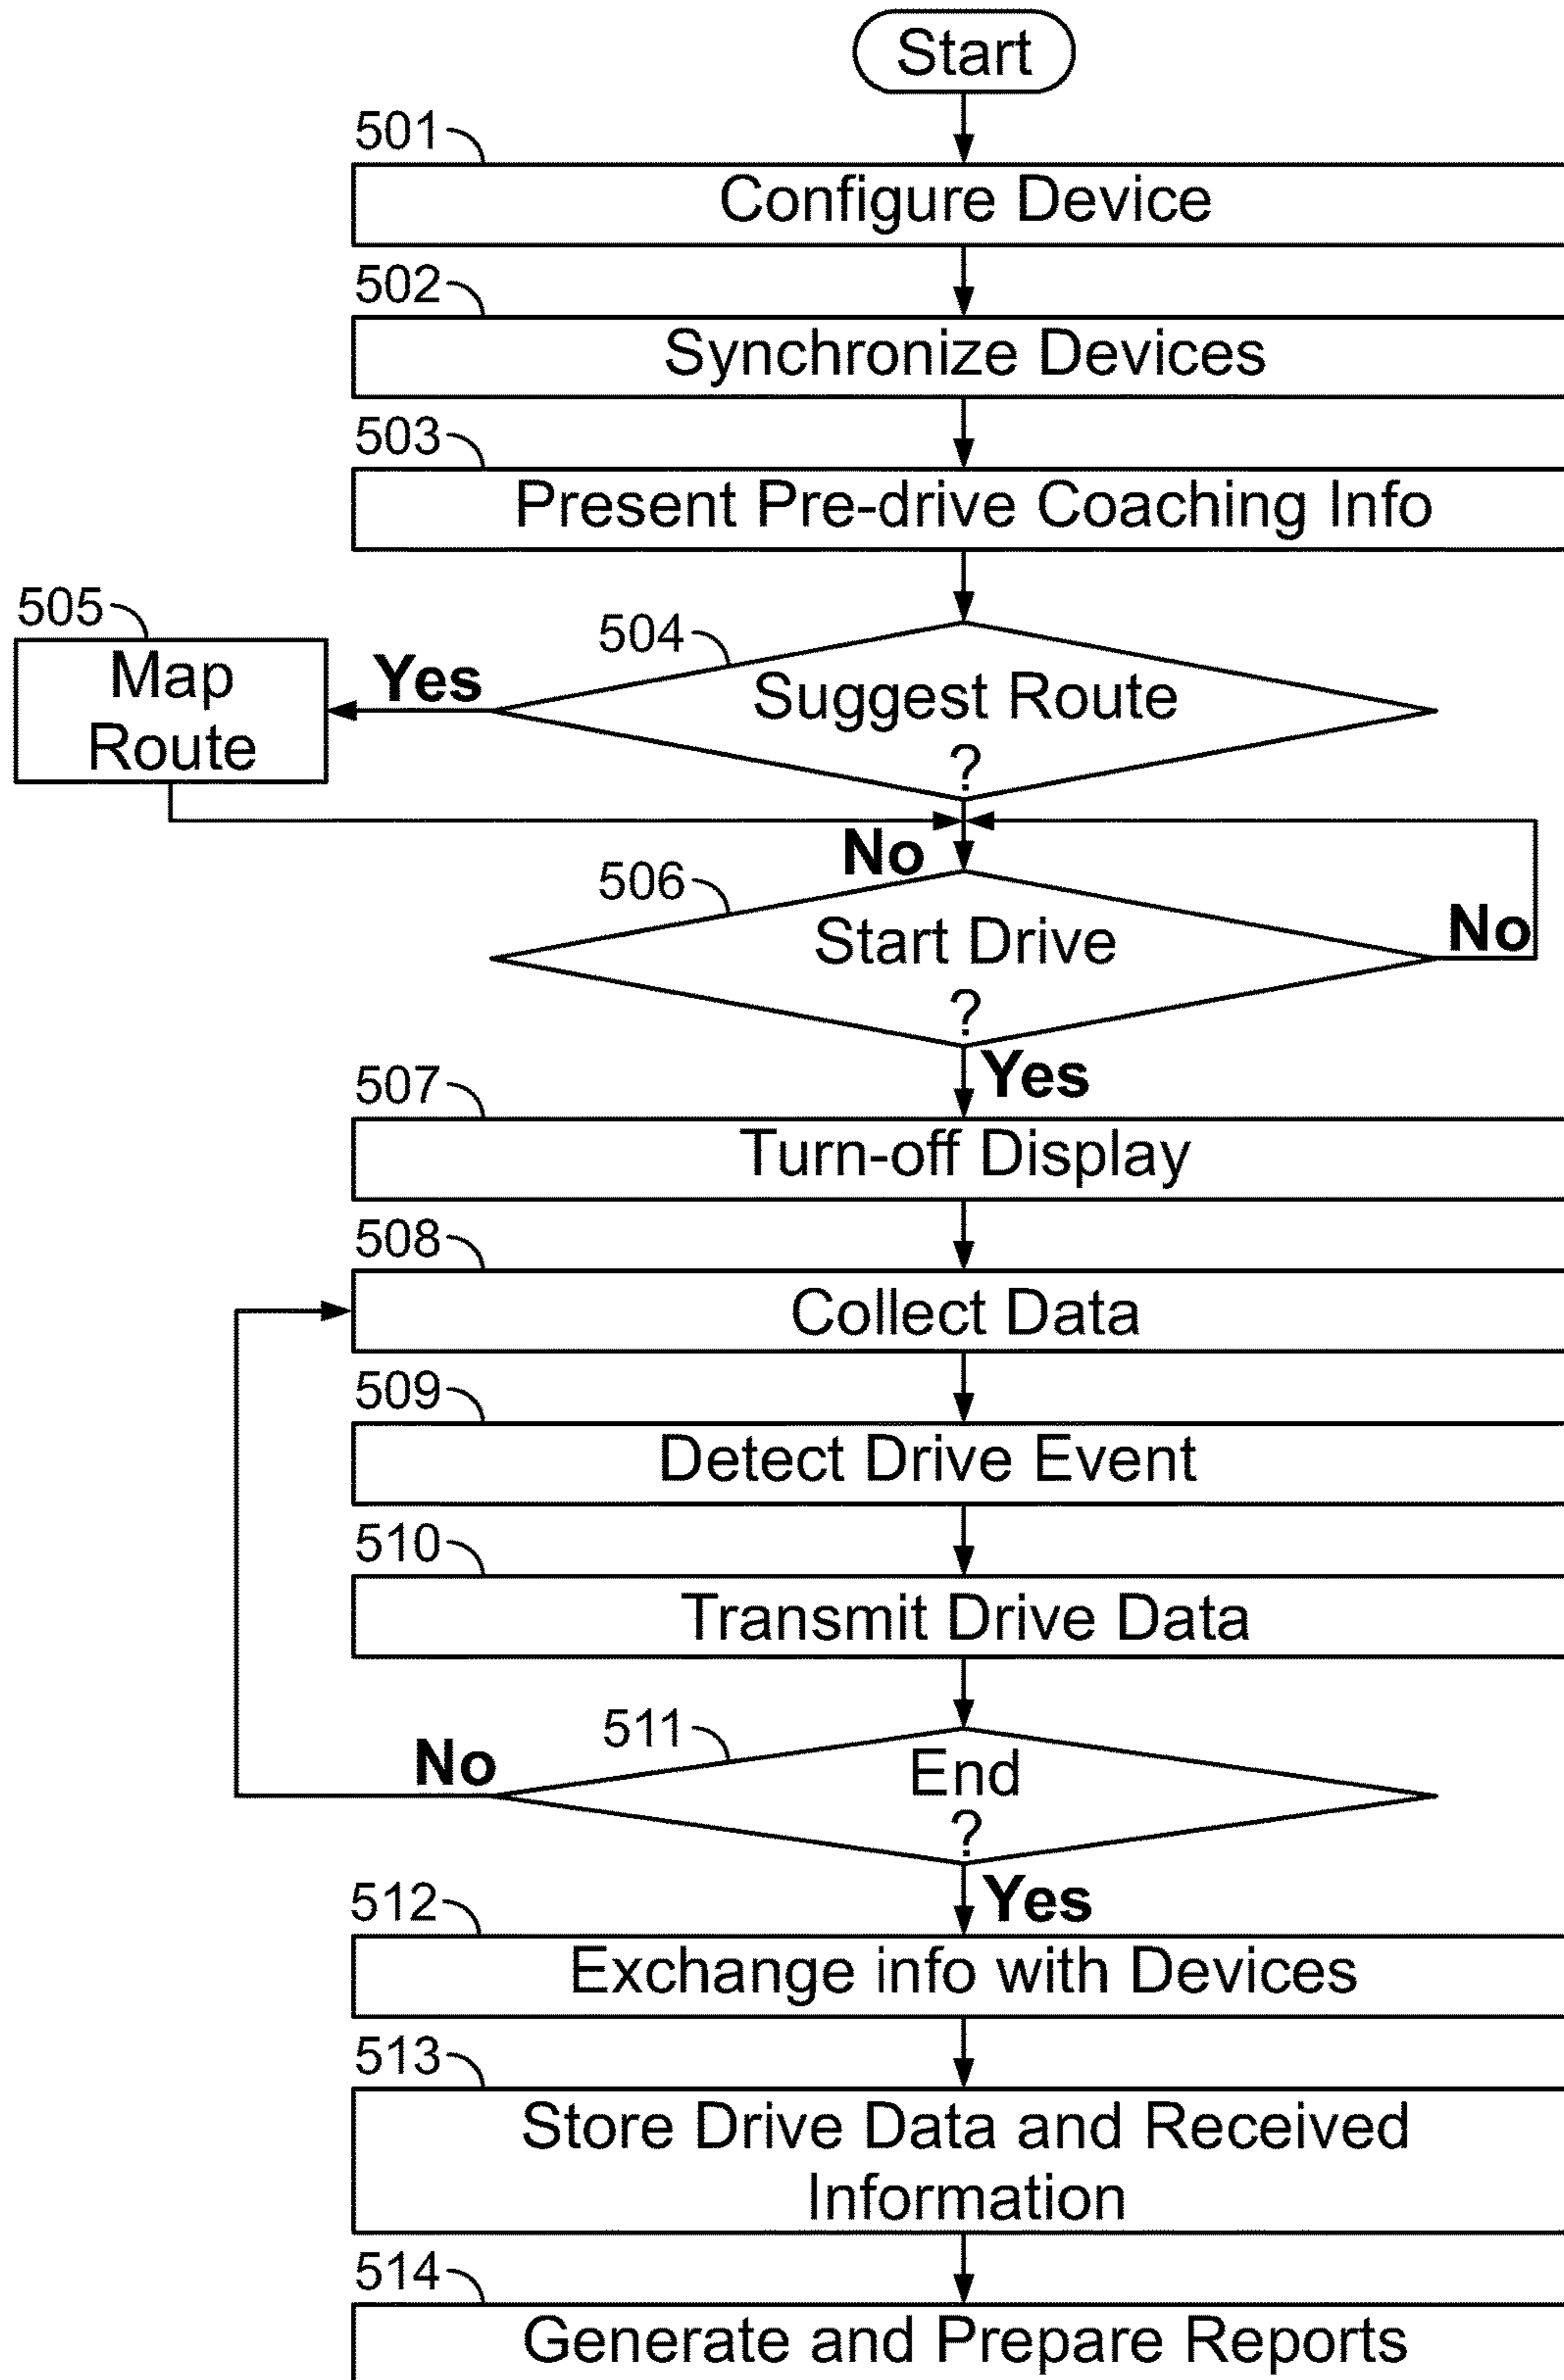 Start
501
Configure Device
502
Synchronize Devices
503
Present Pre-drive Coaching Info
504
Suggest Route
?
Yes
505
Map
Route
No
506
Start Drive
?
No
Yes
507
Turn-off Display
508
Collect Data
509
Detect Drive Event
510
Transmit Drive Data
511
End
?
No
Yes
512
Exchange info with Devices
513
Store Drive Data and Received
Information
514
Generate and Prepare Reports